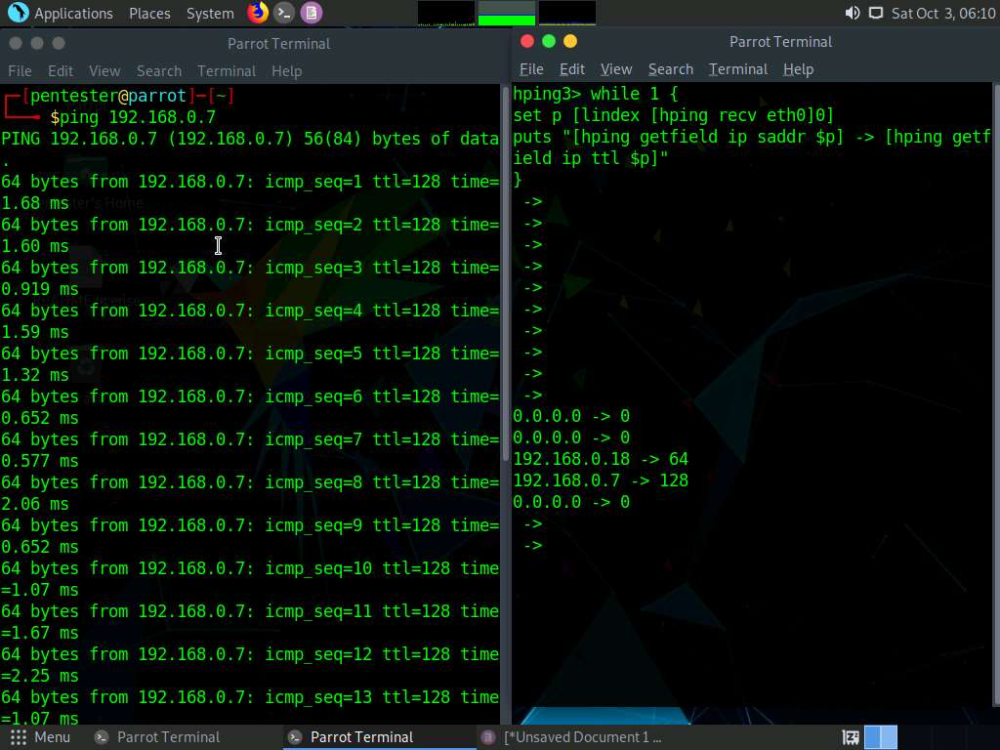 Applications Places System Sat Oct 3, 06:10
Parrot Terminal
File Edit View Search Terminal Help
┌─[pentester@parrot]─[~]
└──╼ $ping 192.168.0.7
PING 192.168.0.7 (192.168.0.7) 56(84) bytes of data
.
64 bytes from 192.168.0.7: icmp_seq=1 ttl=128 time=
1.68 ms
64 bytes from 192.168.0.7: icmp_seq=2 ttl=128 time=
1.60 ms
64 bytes from 192.168.0.7: icmp_seq=3 ttl=128 time=
0.919 ms
64 bytes from 192.168.0.7: icmp_seq=4 ttl=128 time=
1.59 ms
64 bytes from 192.168.0.7: icmp_seq=5 ttl=128 time=
1.32 ms
64 bytes from 192.168.0.7: icmp_seq=6 ttl=128 time=
0.652 ms
64 bytes from 192.168.0.7: icmp_seq=7 ttl=128 time=
0.577 ms
64 bytes from 192.168.0.7: icmp_seq=8 ttl=128 time=
2.06 ms
64 bytes from 192.168.0.7: icmp_seq=9 ttl=128 time=
0.652 ms
64 bytes from 192.168.0.7: icmp_seq=10 ttl=128 time
=1.07 ms
64 bytes from 192.168.0.7: icmp_seq=11 ttl=128 time
=1.67 ms
64 bytes from 192.168.0.7: icmp_seq=12 ttl=128 time
=2.25 ms
64 bytes from 192.168.0.7: icmp_seq=13 ttl=128 time
=1.07 ms
Parrot Terminal
File Edit View Search Terminal Help
hping3> while 1 {
set p [lindex [hping recv eth0]0]
puts "[hping getfield ip saddr $p] -> [hping getf
ield ip ttl $p]"
}
->
->
->
->
->
->
->
->
->
->
0.0.0.0 -> 0
0.0.0.0 -> 0
192.168.0.18 -> 64
192.168.0.7 -> 128
0.0.0.0 -> 0
->
->
Menu Parrot Terminal Parrot Terminal [*Unsaved Document 1 ...